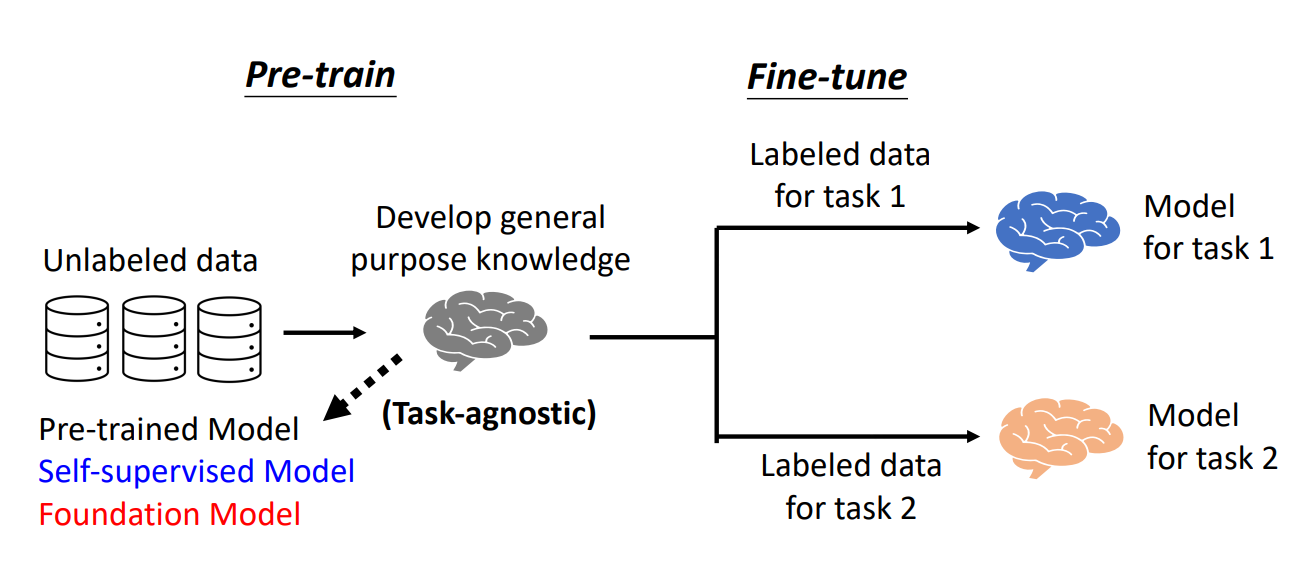 Pre-train
Fine-tune
Unlabeled data
Develop general
purpose knowledge
(Task-agnostic)
Pre-trained Model
Self-supervised Model
Foundation Model
Labeled data
for task 1
Model
for task 1
Labeled data
for task 2
Model
for task 2